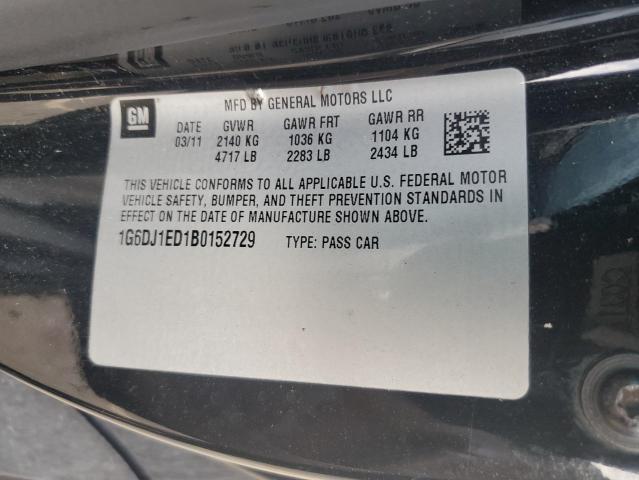 MFD BY GENERAL MOTORS LLC
GM
DATE GVWR GAWR FRT GAWR RR
03/11 2140 KG 1036 KG 1104 KG
4717 LB 2283 LB 2434 LB
THIS VEHICLE CONFORMS TO ALL APPLICABLE U.S. FEDERAL MOTOR
VEHICLE SAFETY, BUMPER, AND THEFT PREVENTION STANDARDS IN
EFFECT ON THE DATE OF MANUFACTURE SHOWN ABOVE.
1G6DJ1ED1B0152729 TYPE: PASS CAR